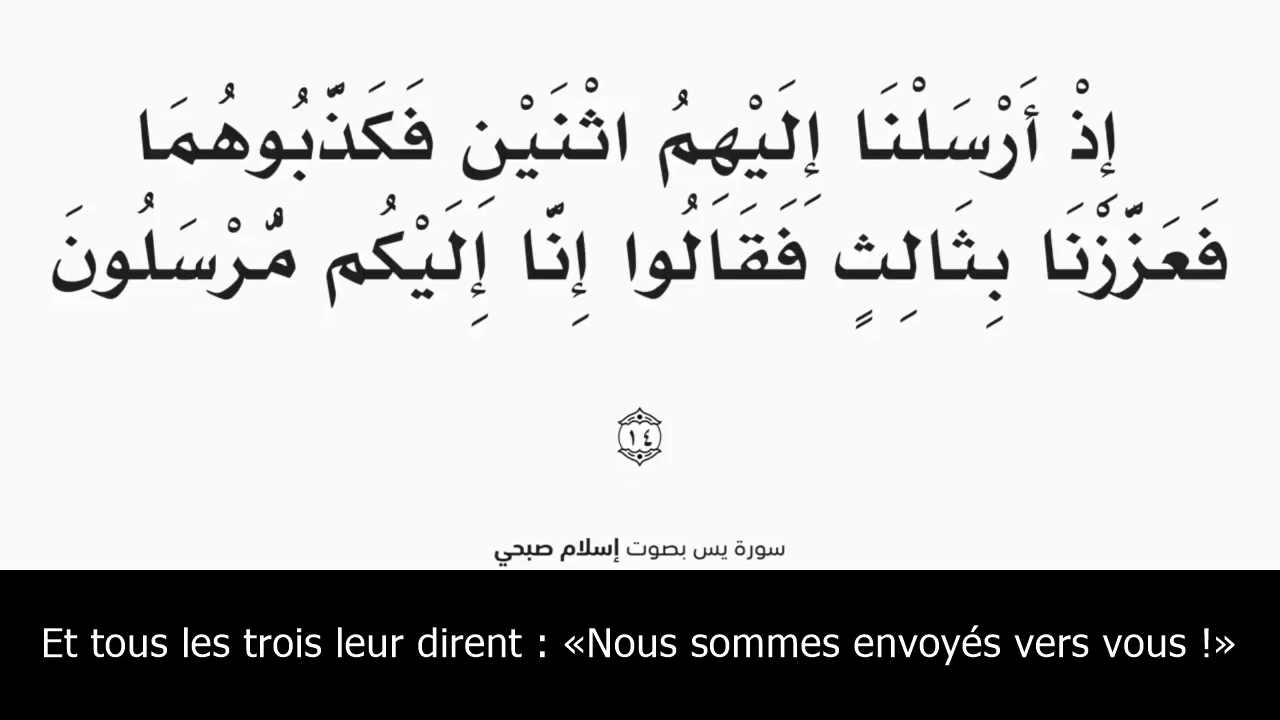 إِذْ أَرْسَلْنَا إِلَيْهِمُ اثْنَيْنِ فَكَذَّبُوهُمَا
فَعَزَّزْنَا بِثَالِثٍ فَقَالُوا إِنَّا إِلَيْكُم مُّرْسَلُونَ
١٤
سورة يس بصوت إسلام صبحي
Et tous les trois leur dirent : «Nous sommes envoyés vers vous !»